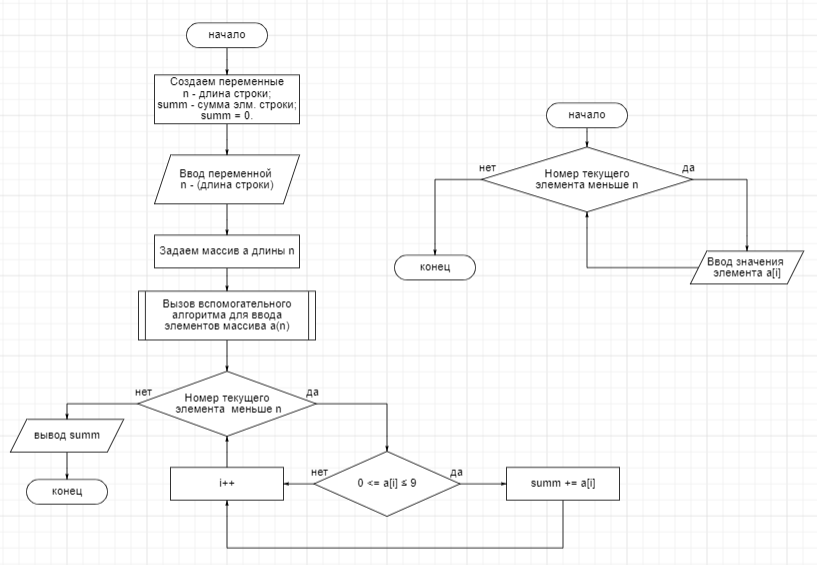 начало
Создаем переменные
n - длина строки;
summ - сумма элм. строки;
summ = 0.
Ввод переменной
n - (длина строки)
Задаем массив a длины n
Вызов вспомогательного
алгоритма для ввода
элементов массива a(n)
Номер текущего
элемента меньше n
нет
да
вывод summ
конец
0 <= a[i] ≤ 9
нет
да
i++
summ += a[i]
начало
Номер текущего
элемента меньше n
нет
да
конец
Ввод значения
элемента a[i]